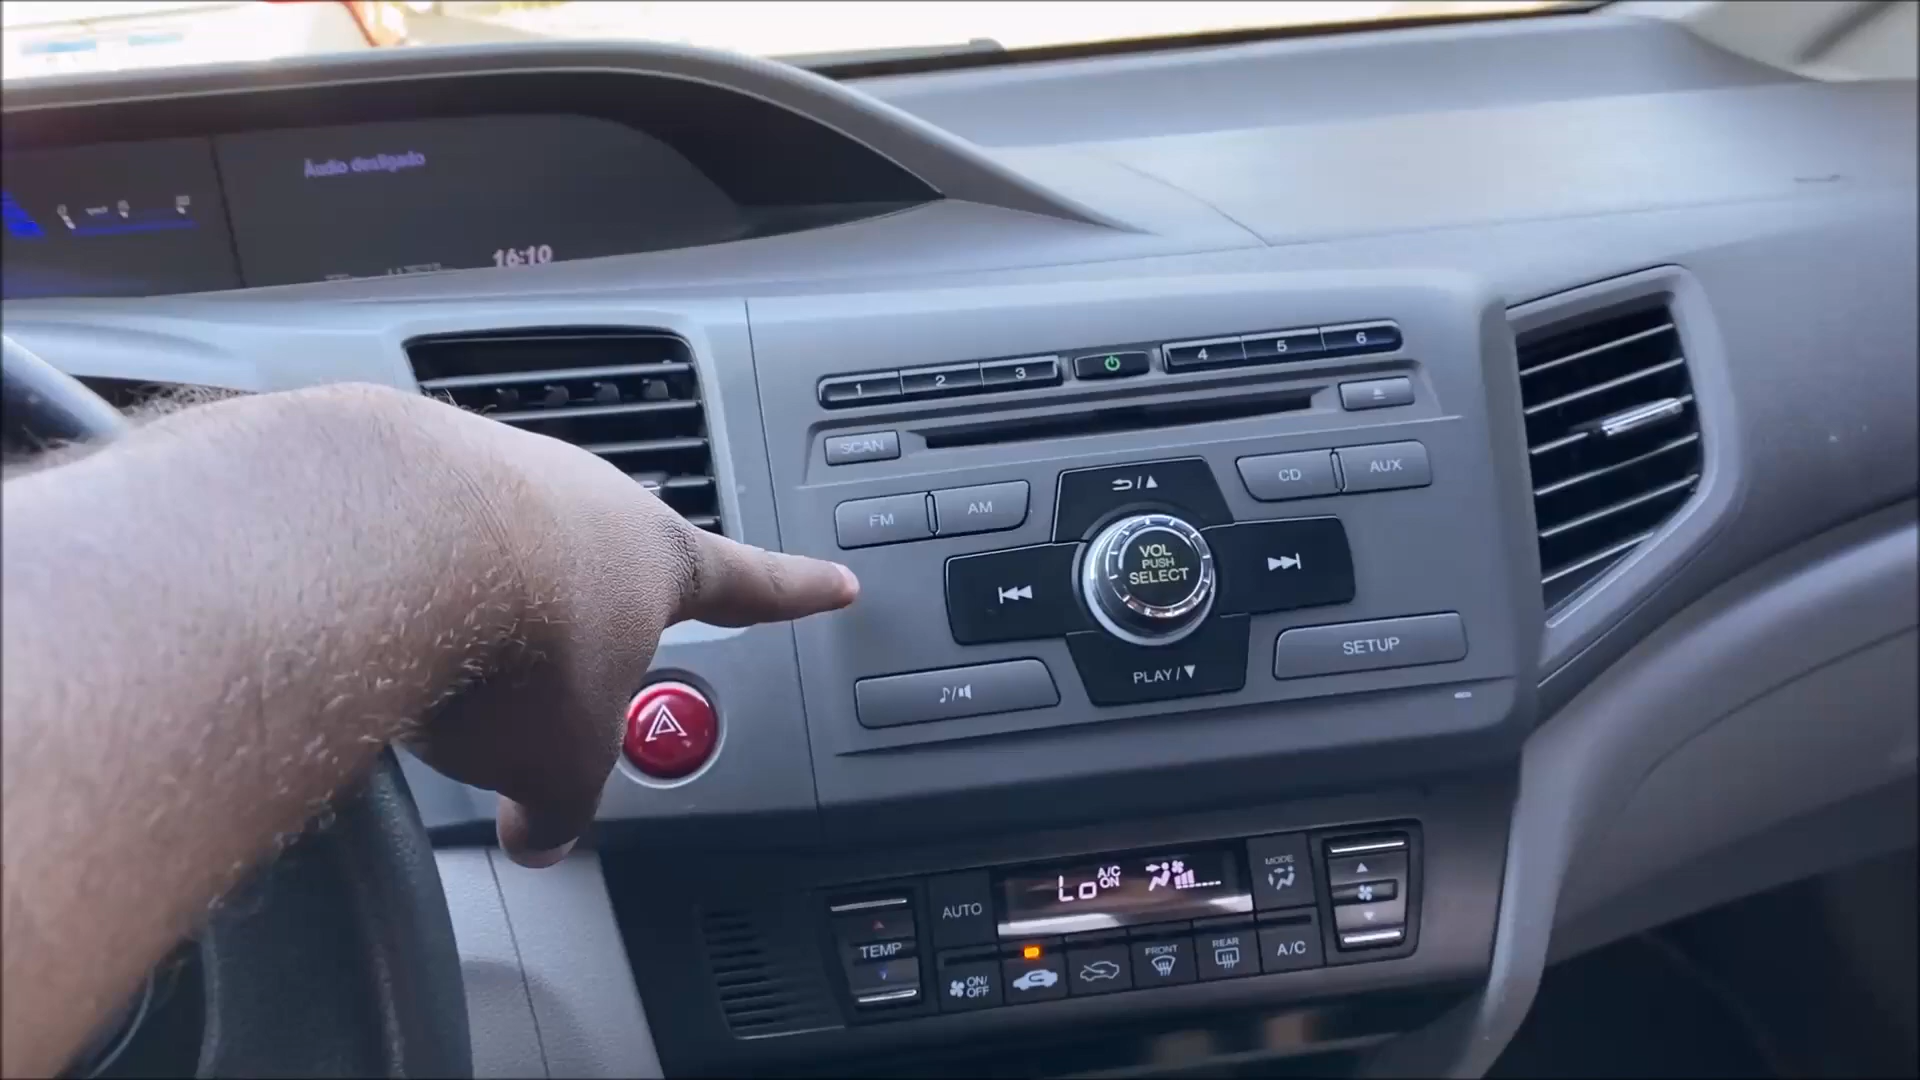 Áudio desligado
16:10
1 2 3 4 5 6
SCAN
FM AM CD AUX
VOL
PUSH
SELECT
SETUP
PLAY/
A/C
Lo ON
MODE
AUTO
TEMP
FRONT REAR A/C
ON/
OFF